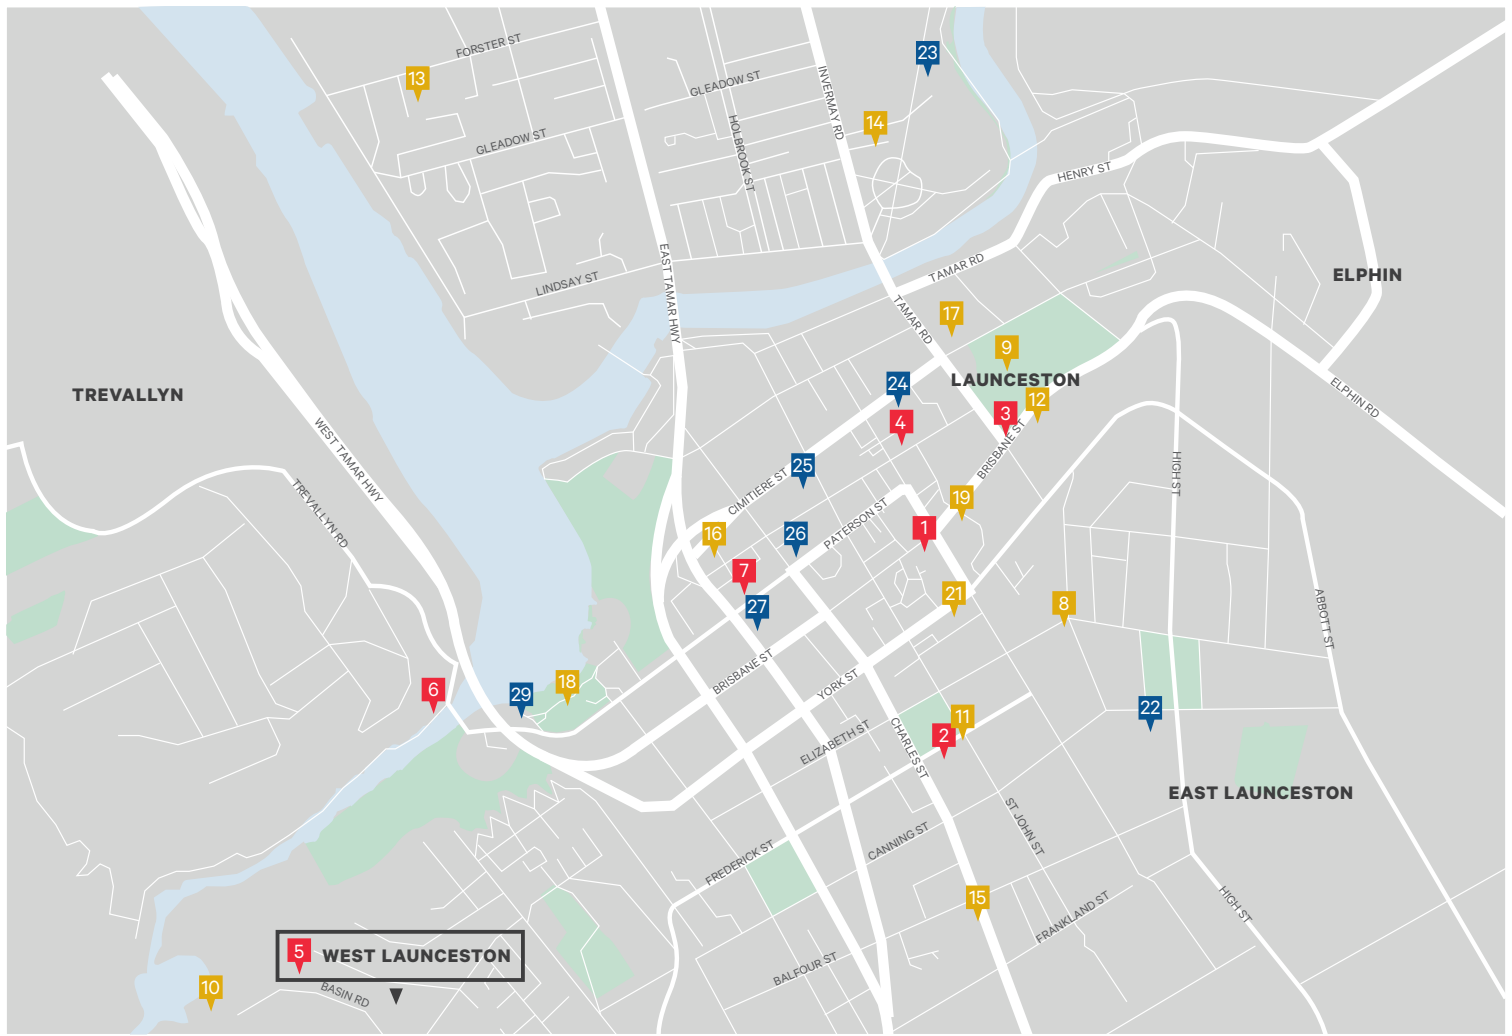 FORSTER ST
23
13
GLEADOW ST
INVERMAY RD
14
HOLBROOK ST
GLEADOW ST
HENRY ST
EAST TAMAR HWY
TAMAR RD
ELPHIN
LINDSAY ST
TAMAR RD
17
9
LAUNCESTON
24
TREVALLYN
12
ELPHIN RD
3
4
BRISBANE ST
WEST TAMAR HWY
25
HIGH ST
CIMITIERE ST
19
TREVALLYN RD
PATERSON ST
1
16
26
7
21
8
27
ABBOTT ST
BRISBANE ST
YORK ST
6
29
18
22
11
2
ELIZABETH ST
CHARLES ST
EAST LAUNCESTON
ST JOHN ST
CANNING ST
FREDERICK ST
15
HIGH ST
FRANKLAND ST
5 WEST LAUNCESTON
BALFOUR ST
10
BASIN RD